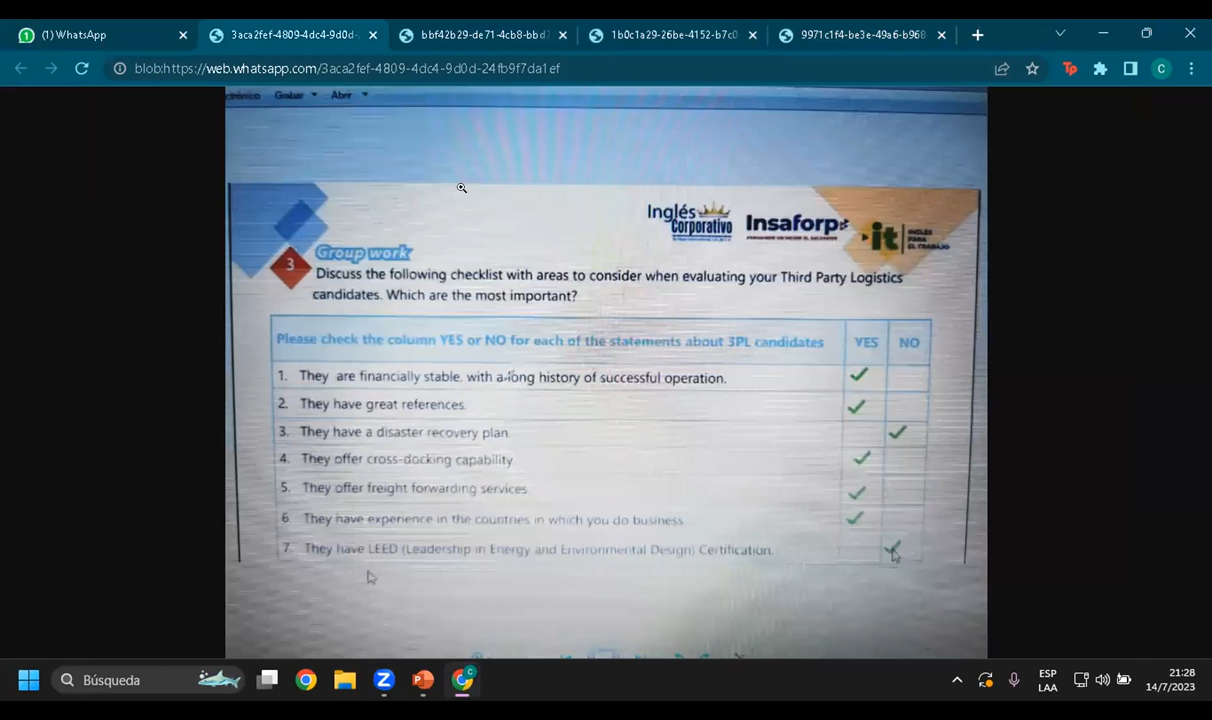 (1) WhatsApp
3aca2fef-4809-4dc4-9d0d-
bbf42b29-de71-4cb8-bbd7
1b0c1a29-26be-4152-b7c0
9971c1f4-be3e-49a6-b968
blob:https://web.whatsapp.com/3aca2fef-4809-4dc4-9d0d-24fb9f7da1ef
Tp
C
Grabar Abrir
Inglés Corporativo
Insaforp
it INGLÉS PARA EL TRABAJO
3 Group work
Discuss the following checklist with areas to consider when evaluating your Third Party Logistics
candidates. Which are the most important?
Please check the column YES or NO for each of the statements about 3PL candidates YES NO
1. They are financially stable, with a long history of successful operation.
2. They have great references.
3. They have a disaster recovery plan
4. They offer cross-docking capability
5. They offer freight forwarding services.
6. They have experience in the countries in which you do business.
7. They have LEED (Leadership in Energy and Environmental Design) Certification.
Búsqueda
ESP
LAA
21:28
14/7/2023